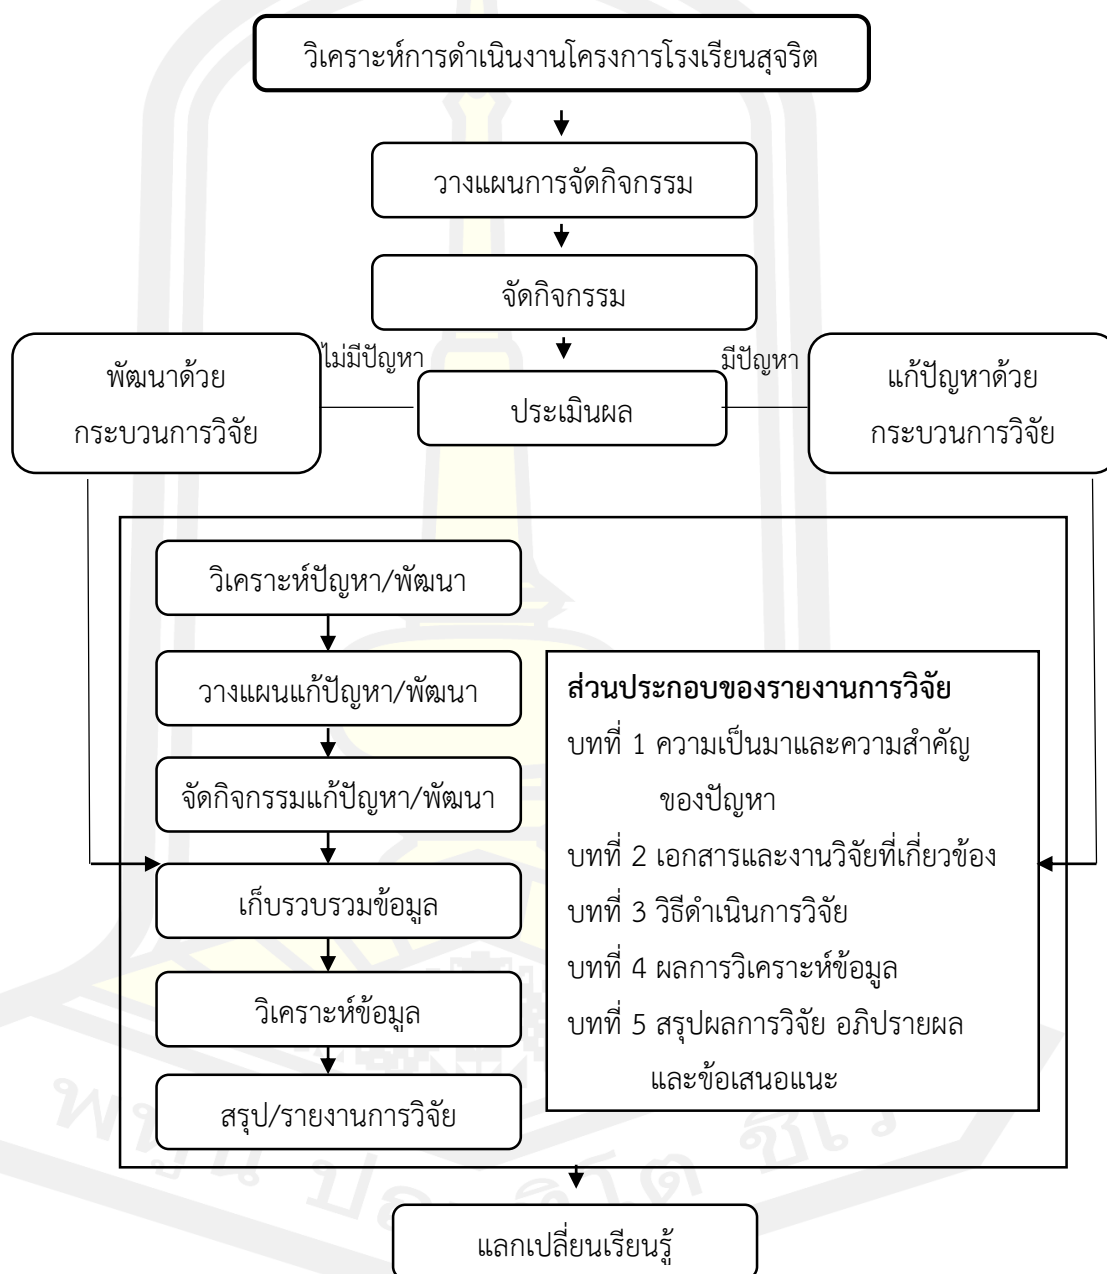 วิเคราะห์การดำเนินงานโครงการโรงเรียนสุจริต
วางแผนการจัดกิจกรรม
จัดกิจกรรม
ไม่มีปัญหา
มีปัญหา
พัฒนาด้วย
กระบวนการวิจัย
ประเมินผล
แก้ปัญหาด้วย
กระบวนการวิจัย
วิเคราะห์ปัญหา/พัฒนา
วางแผนแก้ปัญหา/พัฒนา
จัดกิจกรรมแก้ปัญหา/พัฒนา
เก็บรวบรวมข้อมูล
วิเคราะห์ข้อมูล
สรุป/รายงานการวิจัย
ส่วนประกอบของรายงานการวิจัย
บทที่ 1 ความเป็นมาและความสำคัญ
ของปัญหา
บทที่ 2 เอกสารและงานวิจัยที่เกี่ยวข้อง
บทที่ 3 วิธีดำเนินการวิจัย
บทที่ 4 ผลการวิเคราะห์ข้อมูล
บทที่ 5 สรุปผลการวิจัย อภิปรายผล
และข้อเสนอแนะ
แลกเปลี่ยนเรียนรู้